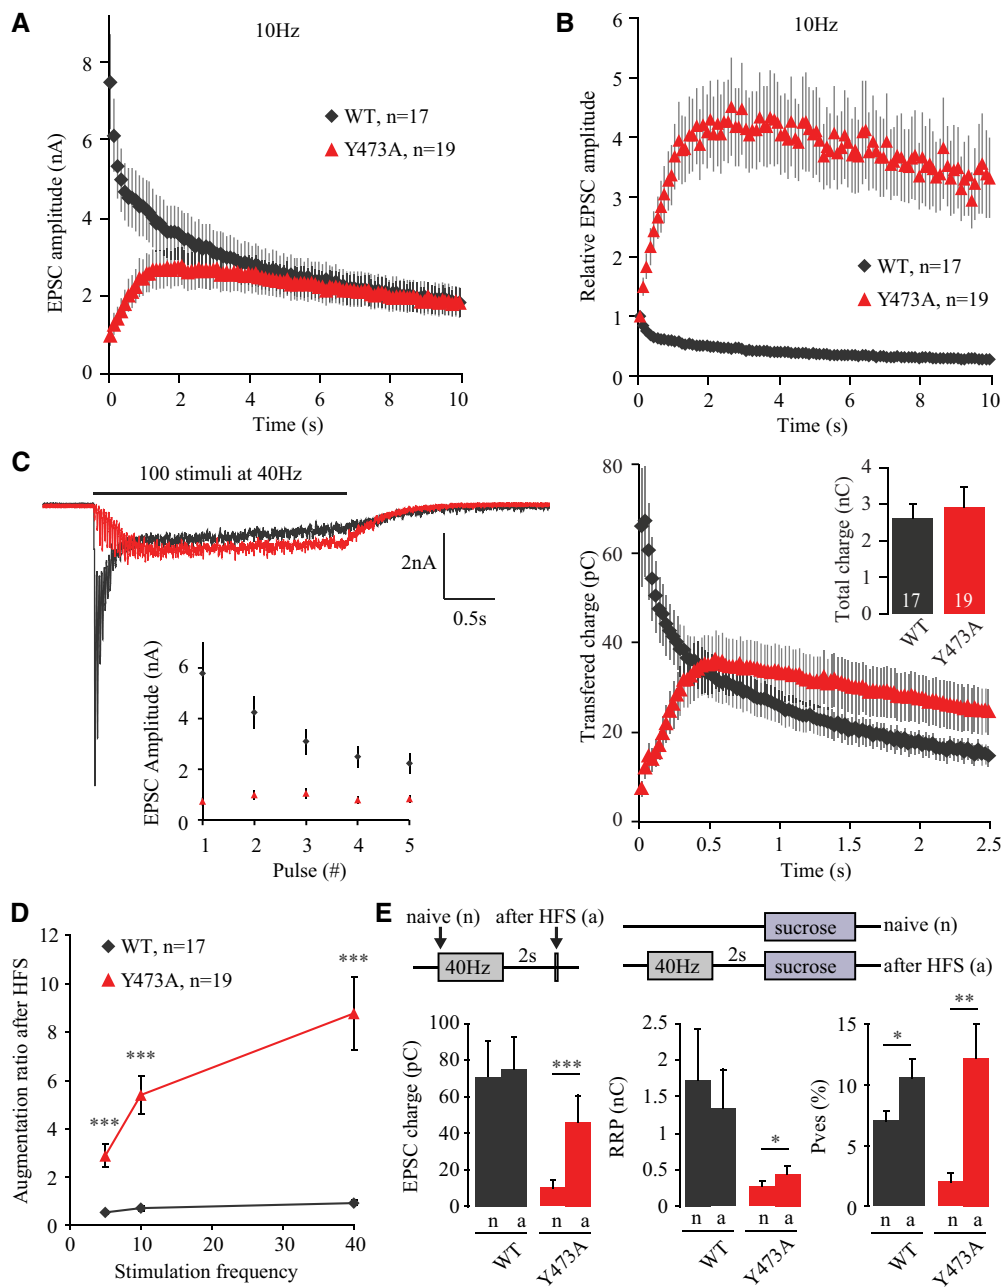 A
10Hz
EPSC amplitude (nA)
8
6
4
2
0
WT, n=17
Y473A, n=19
0 2 4 6 8 10
Time (s)
B
10Hz
Relative EPSC amplitude
6
5
4
3
2
1
0
WT, n=17
Y473A, n=19
0 2 4 6 8 10
Time (s)
C
100 stimuli at 40Hz
2nA
0.5s
EPSC Amplitude (nA)
6
4
2
0
1 2 3 4 5
Pulse (#)
Transfered charge (pC)
80
60
40
20
0
0 0.5 1 1.5 2 2.5
Time (s)
Total charge (nC)
4
3
2
1
0
17 19
WT Y473A
D
Augmentation ratio after HFS
12
10
8
6
4
2
0
WT, n=17
Y473A, n=19
***
***
***
0 10 20 30 40
Stimulation frequency
E
naive (n) after HFS (a)
40Hz 2s
sucrose naive (n)
40Hz 2s sucrose after HFS (a)
EPSC charge (pC)
100
80
60
40
20
0
***
n a n a
WT Y473A
RRP (nC)
2.5
2
1.5
1
0.5
0
*
n a n a
WT Y473A
Pves (%)
15
10
5
0
*
**
n a n a
WT Y473A